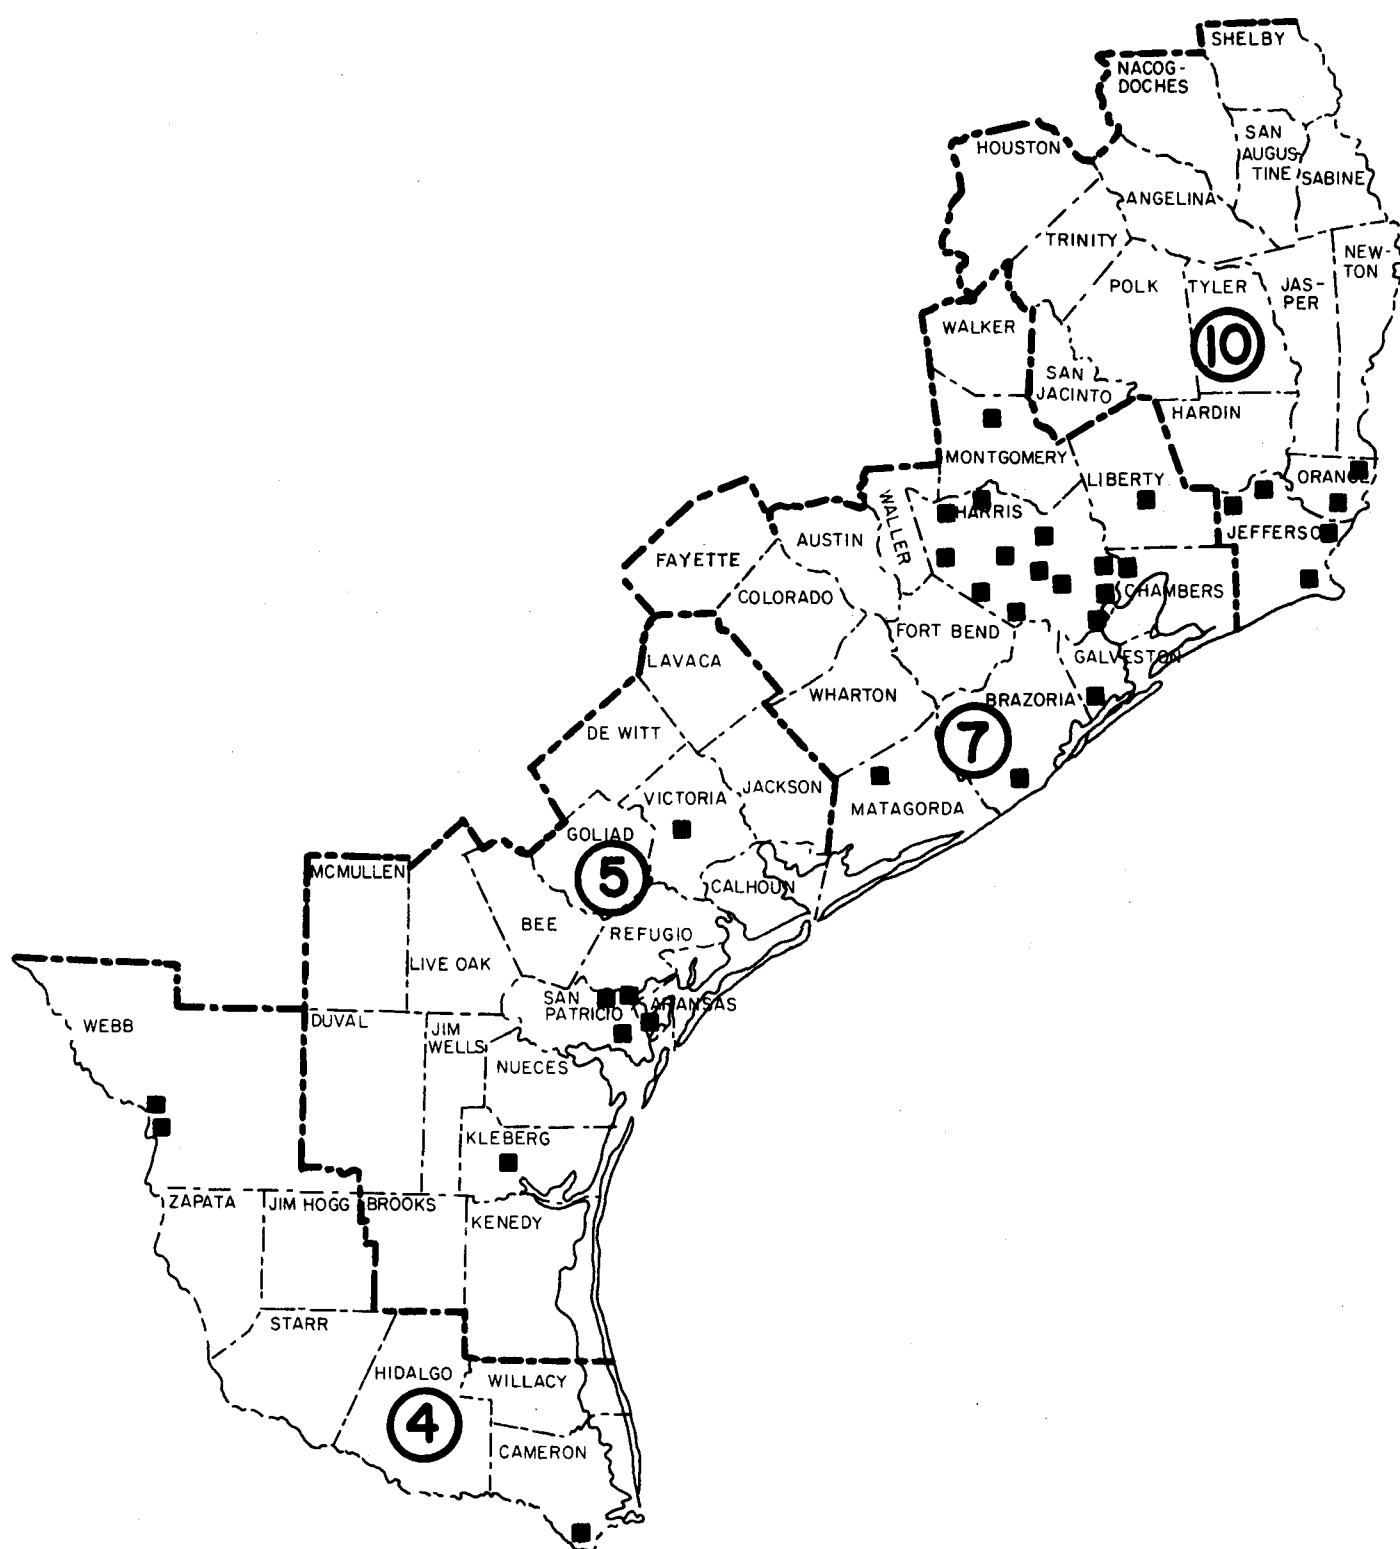 SHELBY
NACOG-
DOCHES
SAN
AUGUS-
TINE
SABINE
HOUSTON
ANGELINA
TRINITY
NEW-
TON
POLK
TYLER
JAS-
PER
WALKER
10
SAN
JACINTO
HARDIN
MONTGOMERY
LIBERTY
ORANGE
WALLER
HARRIS
JEFFERSO
AUSTIN
FAYETTE
COLORADO
CHAMBERS
FORT BEND
GALVESTON
LAVACA
WHARTON
BRAZORIA
7
DE WITT
VICTORIA
JACKSON
MATAGORDA
GOLIAD
5
MCMULLEN
CALHOUN
BEE
REFUGIO
LIVE OAK
SAN
PATRICIO
ARANSAS
WEBB
DUVAL
JIM
WELLS
NUECES
KLEBERG
ZAPATA
JIM HOGG
BROOKS
KENEDY
STARR
HIDALGO
WILLACY
4
CAMERON